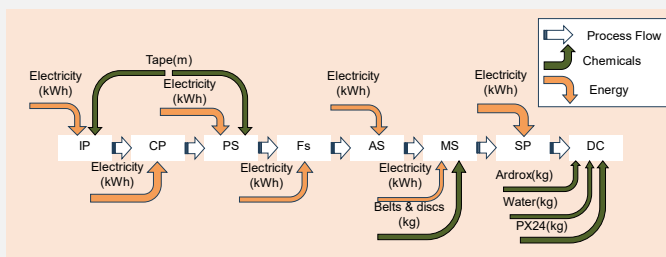 Process Flow
Chemicals
Energy
Tape(m)
Electricity
(kWh)
Electricity
(kWh)
Electricity
(kWh)
Electricity
(kWh)
IP
CP
PS
Fs
AS
MS
SP
DC
Electricity
(kWh)
Electricity
(kWh)
Electricity
(kWh)
Belts & discs
(kg)
Ardrox(kg)
Water(kg)
PX24(kg)